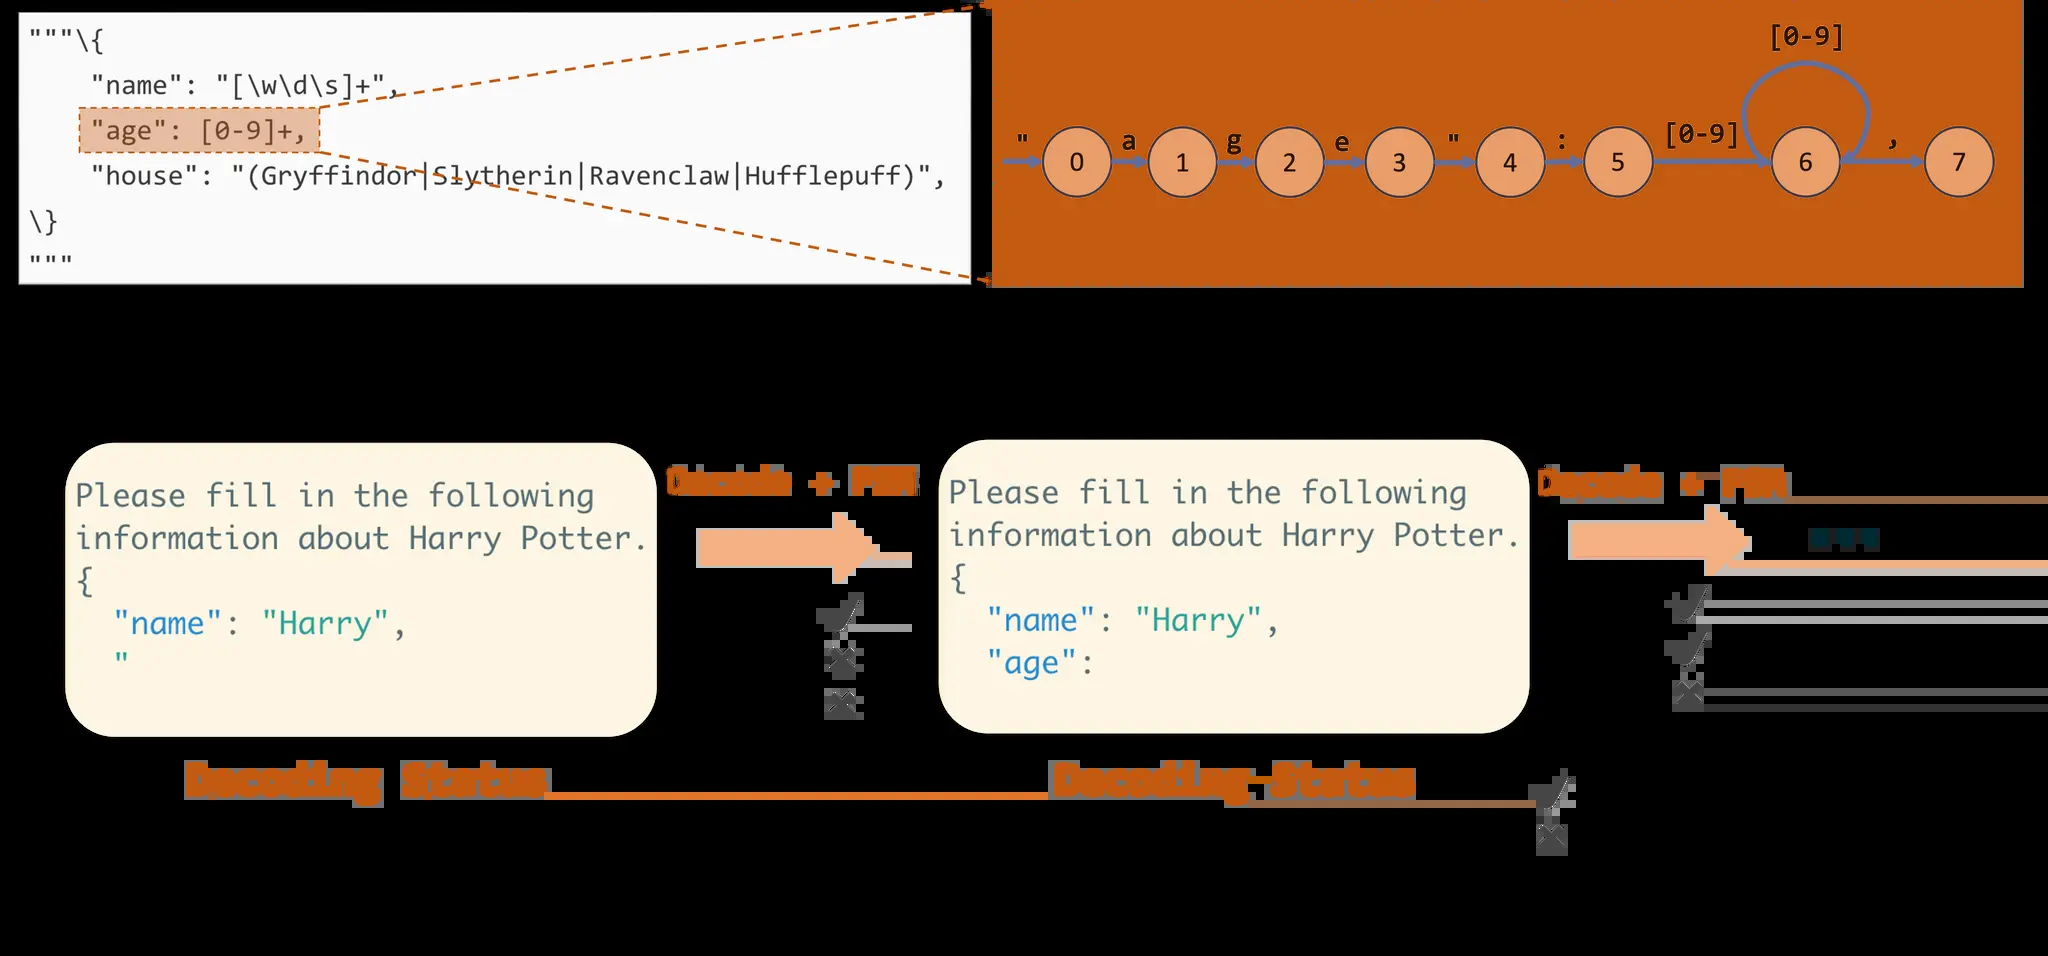 """\{
"name": "[\w\d\s]+",
"age": [0-9]+,
"house": "(Gryffindor|Slytherin|Ravenclaw|Hufflepuff)",
\}
"""
[0-9]
" a g e " : [0-9] ,
0 1 2 3 4 5 6 7
Please fill in the following
information about Harry Potter.
{
"name": "Harry",
"
Decode + FSM
Please fill in the following
information about Harry Potter.
{
"name": "Harry",
"age":
Decode + FSM
Decoding Status
Decoding Status